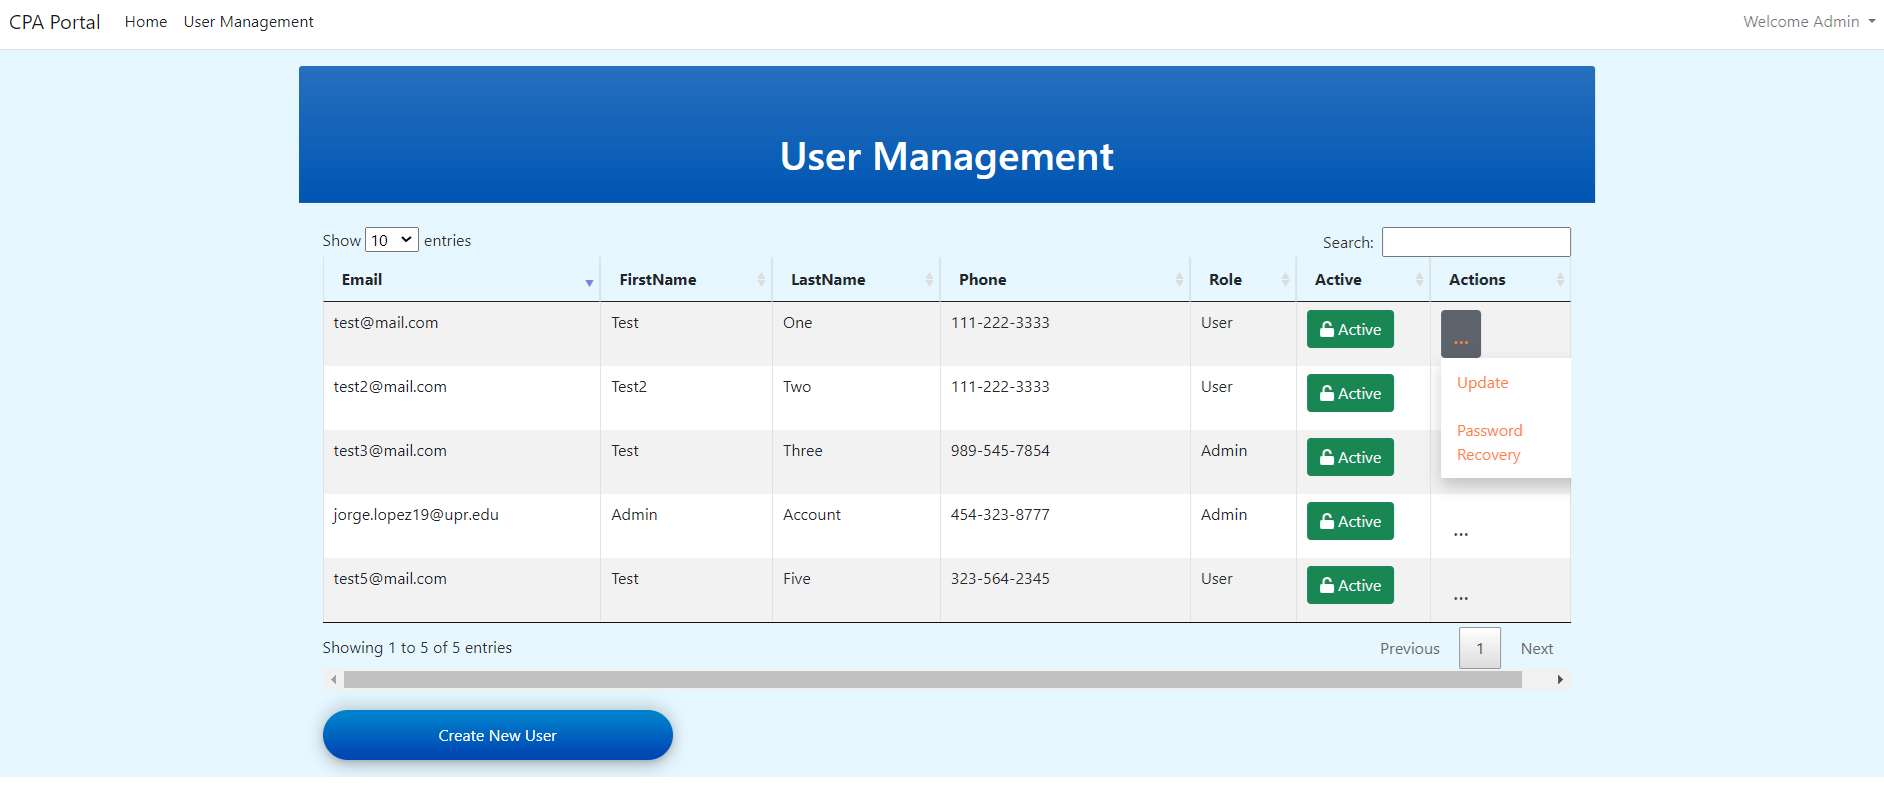 CPA Portal Home User Management Welcome Admin
User Management
Show 10 entries Search:
Email FirstName LastName Phone Role Active Actions
test@mail.com Test One 111-222-3333 User Active ...
test2@mail.com Test2 Two 111-222-3333 User Active Update
test3@mail.com Test Three 989-545-7854 Admin Active Password
Recovery
jorge.lopez19@upr.edu Admin Account 454-323-8777 Admin Active ...
test5@mail.com Test Five 323-564-2345 User Active ...
Showing 1 to 5 of 5 entries Previous 1 Next
Create New User